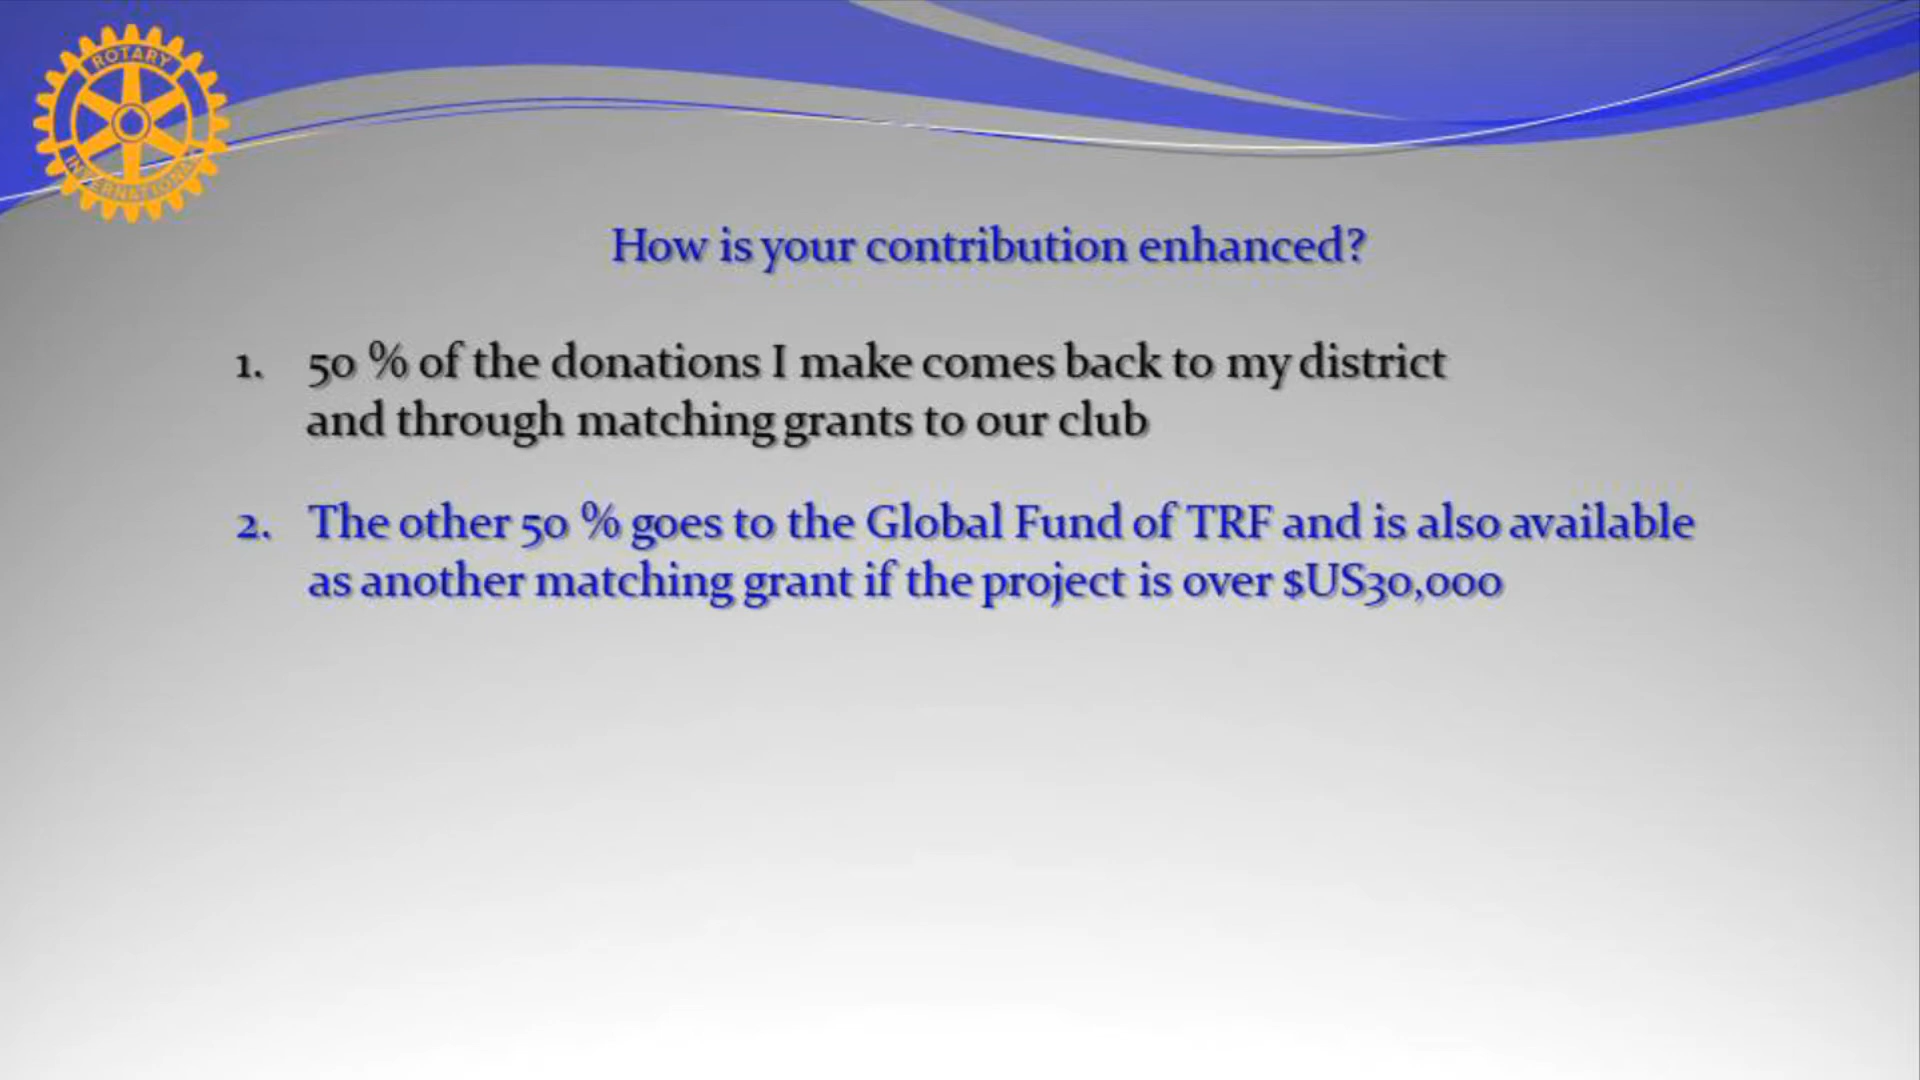 ROTARY
INTERNATIONAL
How is your contribution enhanced?
1. 50 % of the donations I make comes back to my district
and through matching grants to our club
2. The other 50 % goes to the Global Fund of TRF and is also available
as another matching grant if the project is over $US30,000